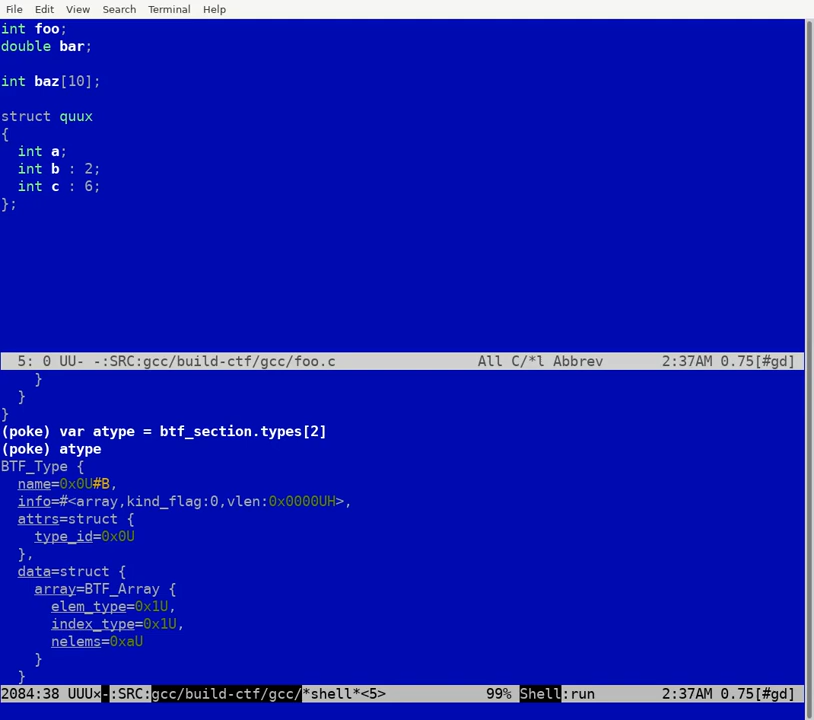 File Edit View Search Terminal Help
int foo;
double bar;
int baz[10];
struct quux
{
  int a;
  int b : 2;
  int c : 6;
};
5: 0 UU- -:SRC:gcc/build-ctf/gcc/foo.c All C/*l Abbrev 2:37AM 0.75[#gd]
    }
  }
}
(poke) var atype = btf_section.types[2]
(poke) atype
BTF_Type {
  name=0x0U#B,
  info=#<array,kind_flag:0,vlen:0x0000UH>,
  attrs=struct {
    type_id=0x0U
  },
  data=struct {
    array=BTF_Array {
      elem_type=0x1U,
      index_type=0x1U,
      nelems=0xaU
    }
  }
2084:38 UUU×-:SRC:gcc/build-ctf/gcc/*shell*<5> 99% Shell:run 2:37AM 0.75[#gd]